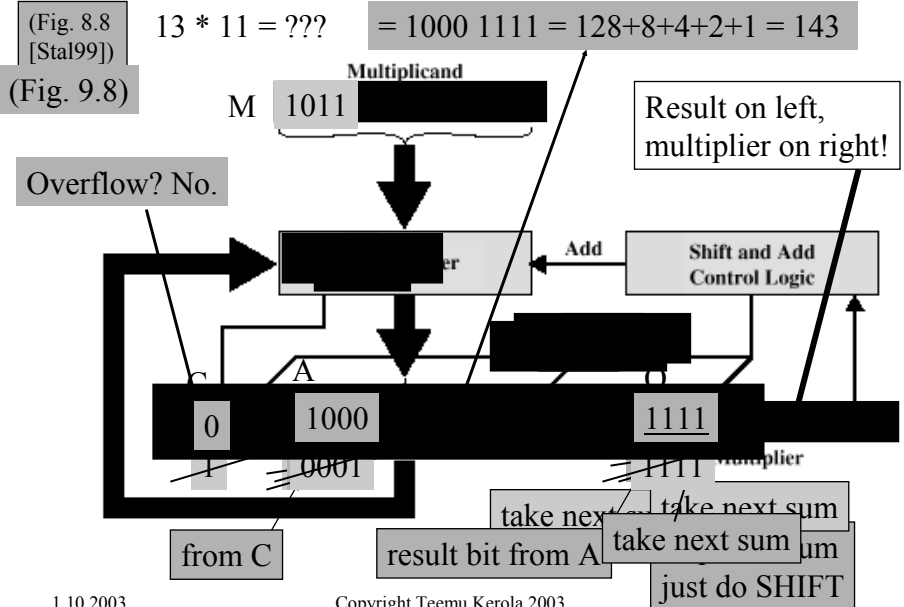 (Fig. 8.8
[Stal99])
(Fig. 9.8)
13 * 11 = ???
= 1000 1111 = 128+8+4+2+1 = 143
Multiplicand
M 1011
Result on left,
multiplier on right!
Overflow? No.
Add
Shift and Add
Control Logic
C A Q
0 1000 1111
1 0001 1111
Multiplier
take next
take next sum
from C
result bit from A
take next sum
sum
just do SHIFT
1.10.2003
Copyright Teemu Kerola 2003